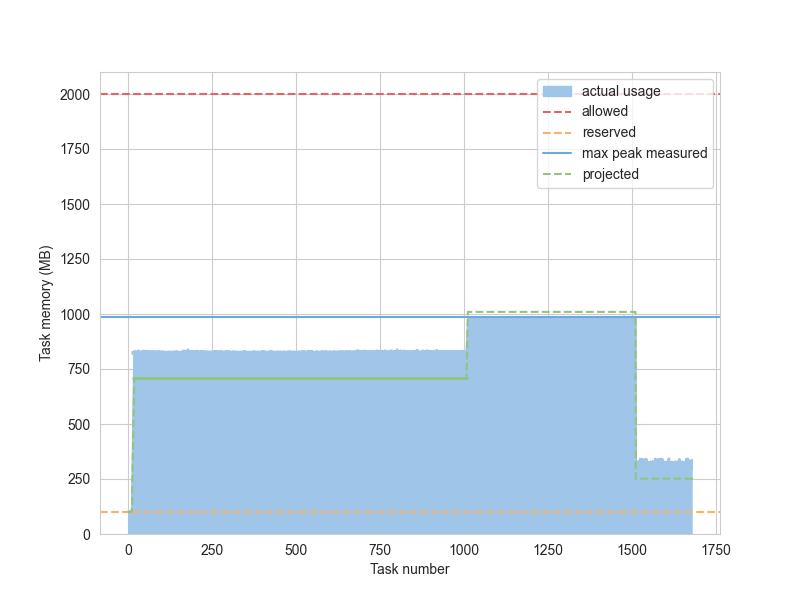 2000
1750
1500
1250
1000
750
500
250
0
Task memory (MB)
actual usage
allowed
reserved
max peak measured
projected
0 250 500 750 1000 1250 1500 1750
Task number